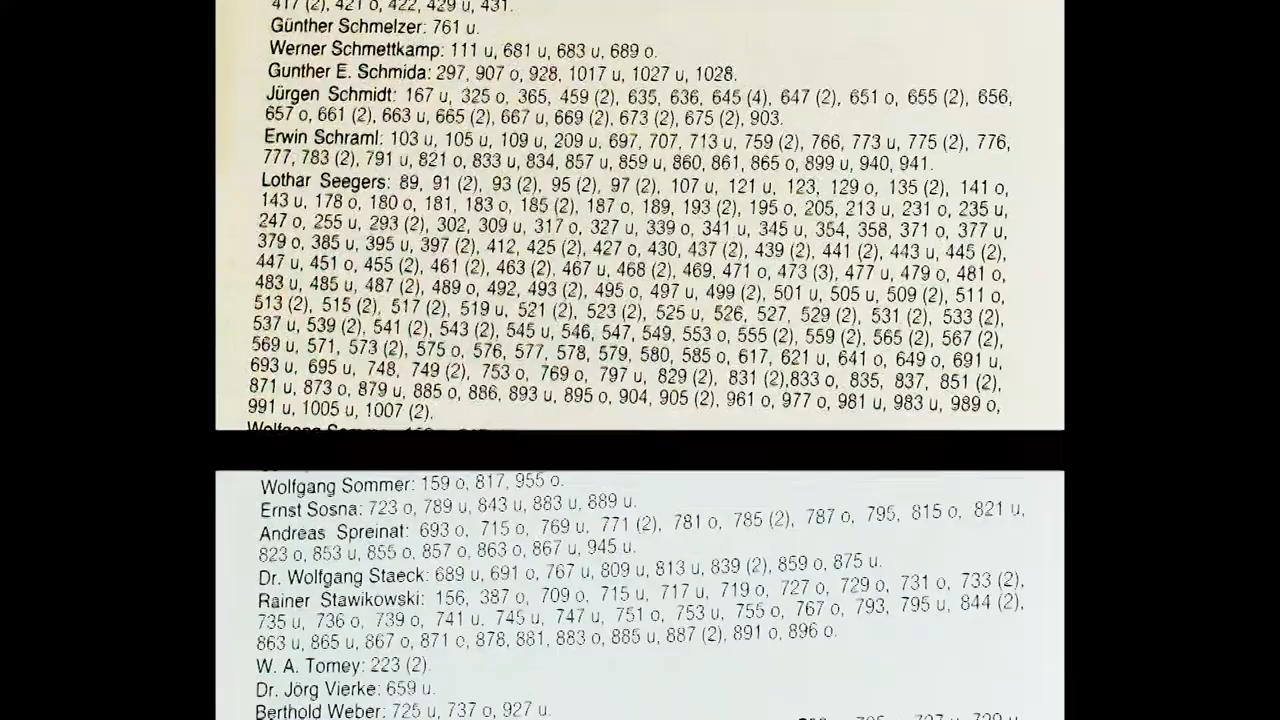 417 (2), 421 o, 422, 429 u, 431.
Günther Schmelzer: 761 u.
Werner Schmettkamp: 111 u, 681 u, 683 u, 689 o.
Gunther E. Schmida: 297, 907 o, 928, 1017 u, 1027 u, 1028.
Jürgen Schmidt: 167 u, 325 o, 365, 459 (2), 635, 636, 645 (4), 647 (2), 651 o, 655 (2), 656,
657 o, 661 (2), 663 u, 665 (2), 667 u, 669 (2), 673 (2), 675 (2), 903.
Erwin Schraml: 103 u, 105 u, 109 u, 209 u, 697, 707, 713 u, 759 (2), 766, 773 u, 775 (2), 776,
777, 783 (2), 791 u, 821 o, 833 u, 834, 857 u, 859 u, 860, 861, 865 o, 899 u, 940, 941.
Lothar Seegers: 89, 91 (2), 93 (2), 95 (2), 97 (2), 107 u, 121 u, 123, 129 o, 135 (2), 141 o,
143 u, 178 o, 180 o, 181, 183 o, 185 (2), 187 o, 189, 193 (2), 195 o, 205, 213 u, 231 o, 235 u,
247 o, 255 u, 293 (2), 302, 309 u, 317 o, 327 u, 339 o, 341 u, 345 u, 354, 358, 371 o, 377 u,
379 o, 385 u, 395 u, 397 (2), 412, 425 (2), 427 o, 430, 437 (2), 439 (2), 441 (2), 443 u, 445 (2),
447 u, 451 o, 455 (2), 461 (2), 463 (2), 467 u, 468 (2), 469, 471 o, 473 (3), 477 u, 479 o, 481 o,
483 u, 485 u, 487 (2), 489 o, 492, 493 (2), 495 o, 497 u, 499 (2), 501 u, 505 u, 509 (2), 511 o,
513 (2), 515 (2), 517 (2), 519 u, 521 (2), 523 (2), 525 u, 526, 527, 529 (2), 531 (2), 533 (2),
537 u, 539 (2), 541 (2), 543 (2), 545 u, 546, 547, 549, 553 o, 555 (2), 559 (2), 565 (2), 567 (2),
569 u, 571, 573 (2), 575 o, 576, 577, 578, 579, 580, 585 o, 617, 621 u, 641 o, 649 o, 691 u,
693 u, 695 u, 748, 749 (2), 753 o, 769 o, 797 u, 829 (2), 831 (2),833 o, 835, 837, 851 (2),
871 u, 873 o, 879 u, 885 o, 886, 893 u, 895 o, 904, 905 (2), 961 o, 977 o, 981 u, 983 u, 989 o,
991 u, 1005 u, 1007 (2).
Wolfgang
Wolfgang Sommer: 159 o, 817, 955 o.
Ernst Sosna: 723 o, 789 u, 843 u, 883 u, 889 u.
Andreas Spreinat: 693 o, 715 o, 769 u, 771 (2), 781 o, 785 (2), 787 o, 795, 815 o, 821 u,
823 o, 853 u, 855 o, 857 o, 863 o, 867 u, 945 u.
Dr. Wolfgang Staeck: 689 u, 691 o, 767 u, 809 u, 813 u, 839 (2), 859 o, 875 u.
Rainer Stawikowski: 156, 387 o, 709 o, 715 u, 717 u, 719 o, 727 o, 729 o, 731 o, 733 (2),
735 u, 736 o, 739 o, 741 u, 745 u, 747 u, 751 o, 753 u, 755 o, 767 o, 793, 795 u, 844 (2),
863 u, 865 u, 867 o, 871 o, 878, 881, 883 o, 885 u, 887 (2), 891 o, 896 o.
W. A. Tomey: 223 (2).
Dr. Jörg Vierke: 659 u.
Berthold Weber: 725 u, 737 o, 927 u.